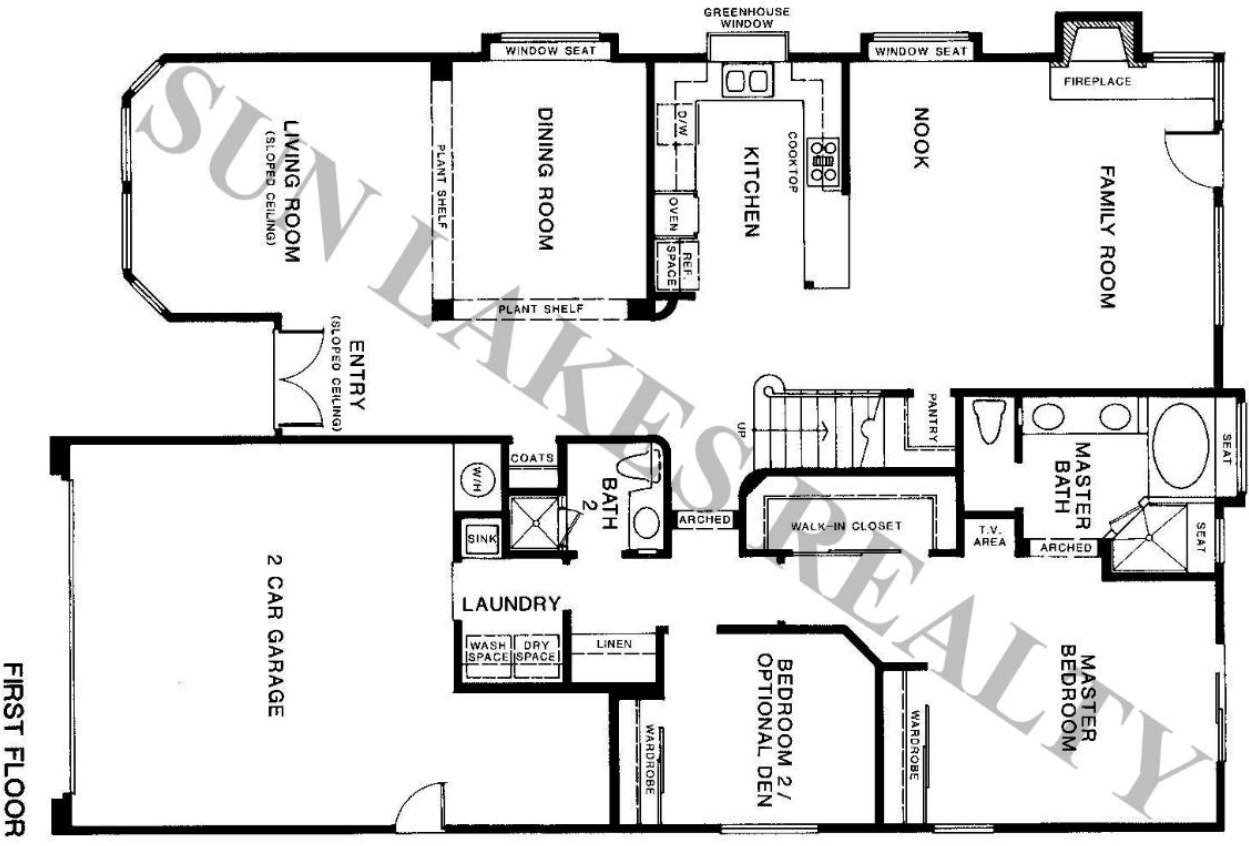 GREENHOUSE
WINDOW
WINDOW SEAT
WINDOW SEAT
FIREPLACE
LIVING ROOM
(SLOPED CEILING)
PLANT SHELF
DINING ROOM
PLANT SHELF
D/W
OVEN
REF.
SPACE
KITCHEN
COOKTOP
NOOK
FAMILY ROOM
ENTRY
(SLOPED CEILING)
UP
PANTRY
COATS
W/H
SINK
BATH
2
ARCHED
WALK-IN CLOSET
T.V.
AREA
MASTER
BATH
ARCHED
SEAT
SEAT
2 CAR GARAGE
LAUNDRY
WASH
SPACE
DRY
SPACE
LINEN
WARDROBE
BEDROOM 2 /
OPTIONAL DEN
WARDROBE
MASTER
BEDROOM
FIRST FLOOR
SUN LAKES REALTY